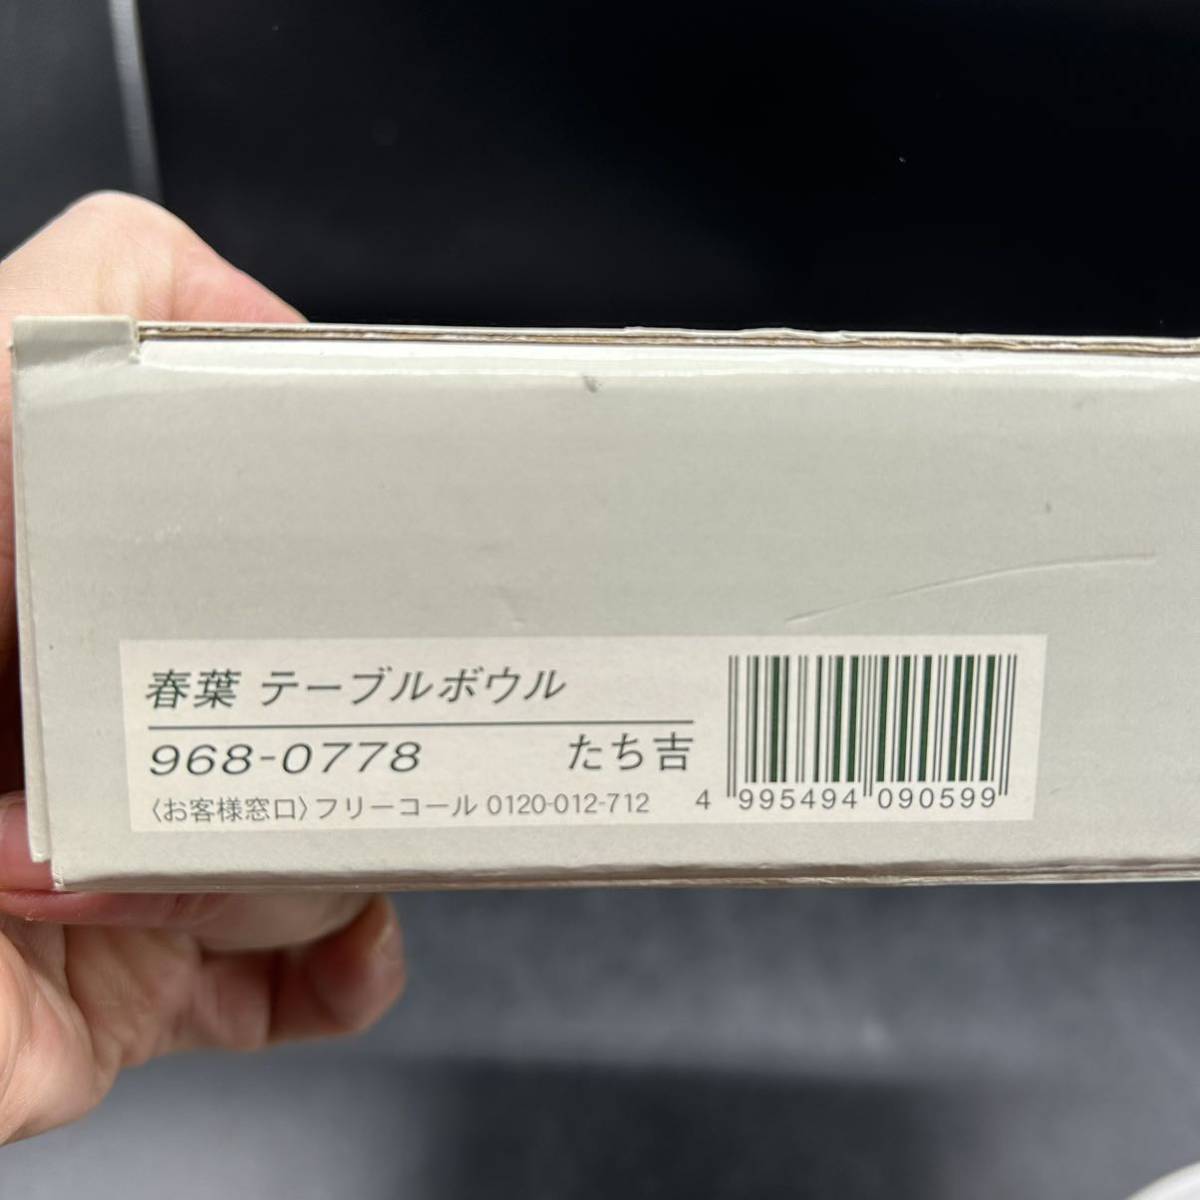 春葉 テーブルボウル
968-0778 たち吉
〈お客様窓口〉フリーコール 0120-012-712
4 995494 090599